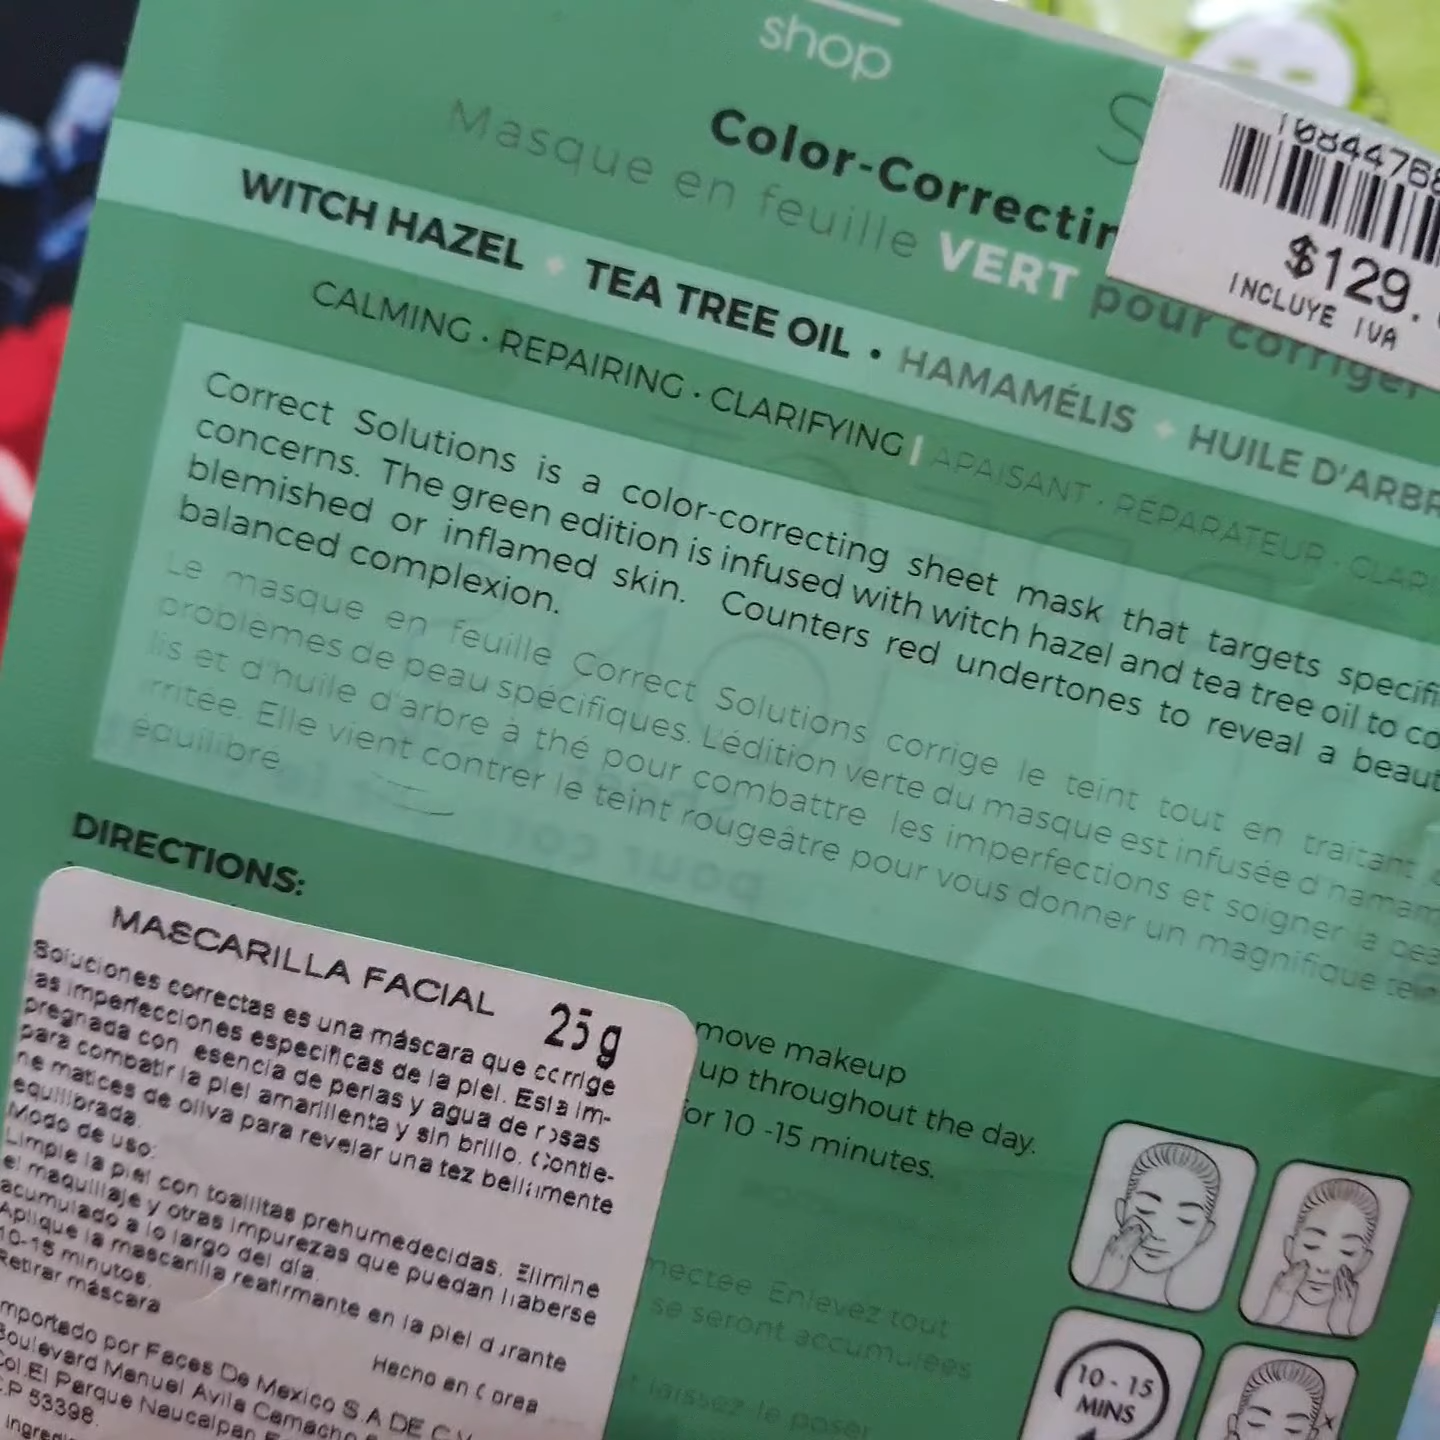 shop
Color-Correctin
Masque en feuille VERT pour corriger
1084476
$129.
INCLUYE IVA
WITCH HAZEL • TEA TREE OIL • HAMAMÉLIS • HUILE D'ARBR
CALMING · REPAIRING · CLARIFYING | APAISANT · RÉPARATEUR · CLARI
Correct Solutions is a color-correcting sheet mask that targets specifi
concerns. The green edition is infused with witch hazel and tea tree oil to co
blemished or inflamed skin. Counters red undertones to reveal a beaut
balanced complexion.
Le masque en feuille Correct Solutions corrige le teint tout en traitant
problèmes de peau spécifiques. L'édition verte du masque est infusée d'hamam
lis et d'huile d'arbre à thé pour combattre les imperfections et soigner la pea
rritée. Elle vient contrer le teint rougeâtre pour vous donner un magnifique tein
équilibré.
DIRECTIONS:
MASCARILLA FACIAL 25g
Soluciones correctas es una máscara que corrige
las imperfecciones especificas de la piel. Esta im-
pregnada con esencia de perlas y agua de rosas
para combatir la piel amarillenta y sin brillo. Contie-
ne matices de oliva para revelar una tez bellamente
equilibrada.
Modo de uso:
Limpie la piel con toallitas prehumedecidas. Elimine
el maquillaje y otras impurezas que puedan haberse
acumulado a lo largo del día.
Aplique la mascarilla reafirmante en la piel durante
10-15 minutos.
Retirar máscara
Hecho en Corea
mportado por Faces De Mexico S.A DE C.V
Boulevard Manuel Avila Camacho
Col.El Parque Naucalpan
C.P 53398.
Ingredi
move makeup
up throughout the day.
for 10 -15 minutes.
mectée Enlevez tout
se seront accumulées
t laissez le poser
10 - 15
MINS